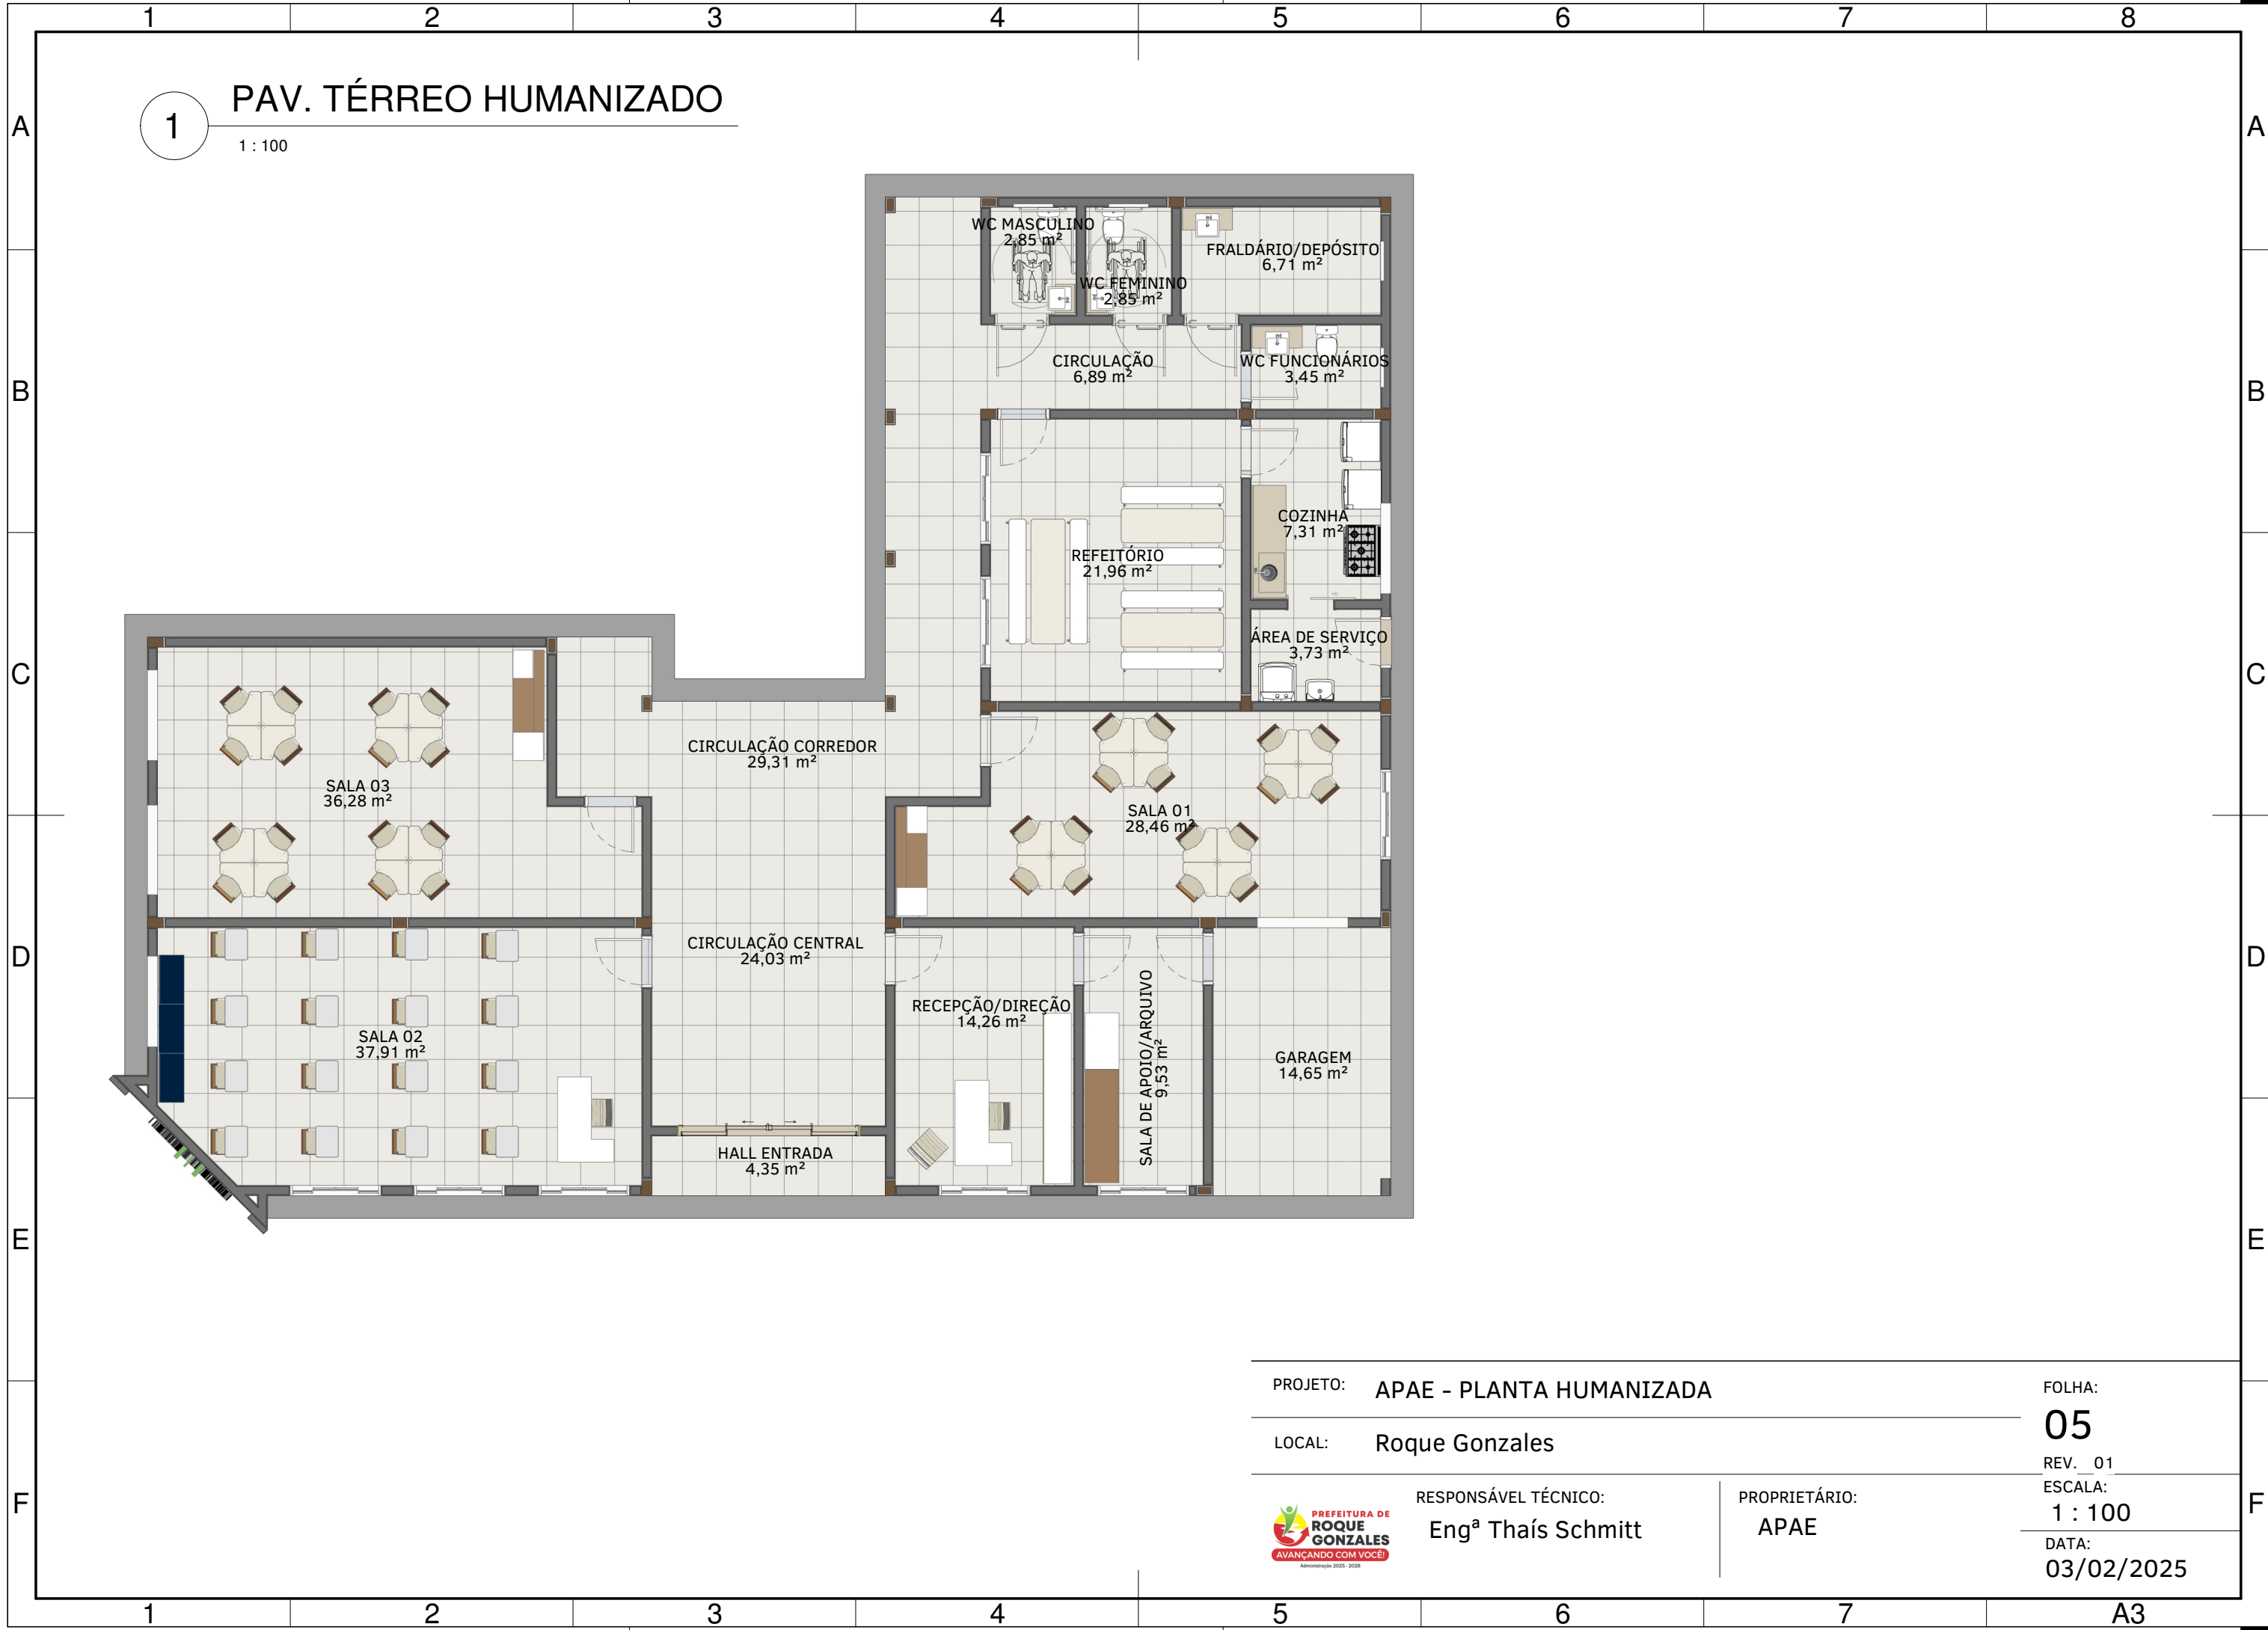 1 2 3 4 5 6 7 8
A A
B B
C C
D D
E E
F F
1
PAV. TÉRREO HUMANIZADO
1 : 100
WC MASCULINO
2,85 m²
WC FEMININO
2,85 m²
FRALDÁRIO/DEPÓSITO
6,71 m²
CIRCULAÇÃO
6,89 m²
WC FUNCIONÁRIOS
3,45 m²
COZINHA
7,31 m²
REFEITÓRIO
21,96 m²
ÁREA DE SERVIÇO
3,73 m²
CIRCULAÇÃO CORREDOR
29,31 m²
SALA 03
36,28 m²
SALA 01
28,46 m²
CIRCULAÇÃO CENTRAL
24,03 m²
RECEPÇÃO/DIREÇÃO
14,26 m²
SALA DE APOIO/ARQUIVO
9,53 m²
SALA 02
37,91 m²
GARAGEM
14,65 m²
HALL ENTRADA
4,35 m²
PROJETO: APAE - PLANTA HUMANIZADA
LOCAL: Roque Gonzales
FOLHA:
05
REV. 01
PREFEITURA DE
ROQUE
GONZALES
AVANÇANDO COM VOCÊ!
Administração 2025 - 2028
RESPONSÁVEL TÉCNICO:
Engª Thaís Schmitt
PROPRIETÁRIO:
APAE
ESCALA:
1 : 100
DATA:
03/02/2025
1 2 3 4 5 6 7 A3